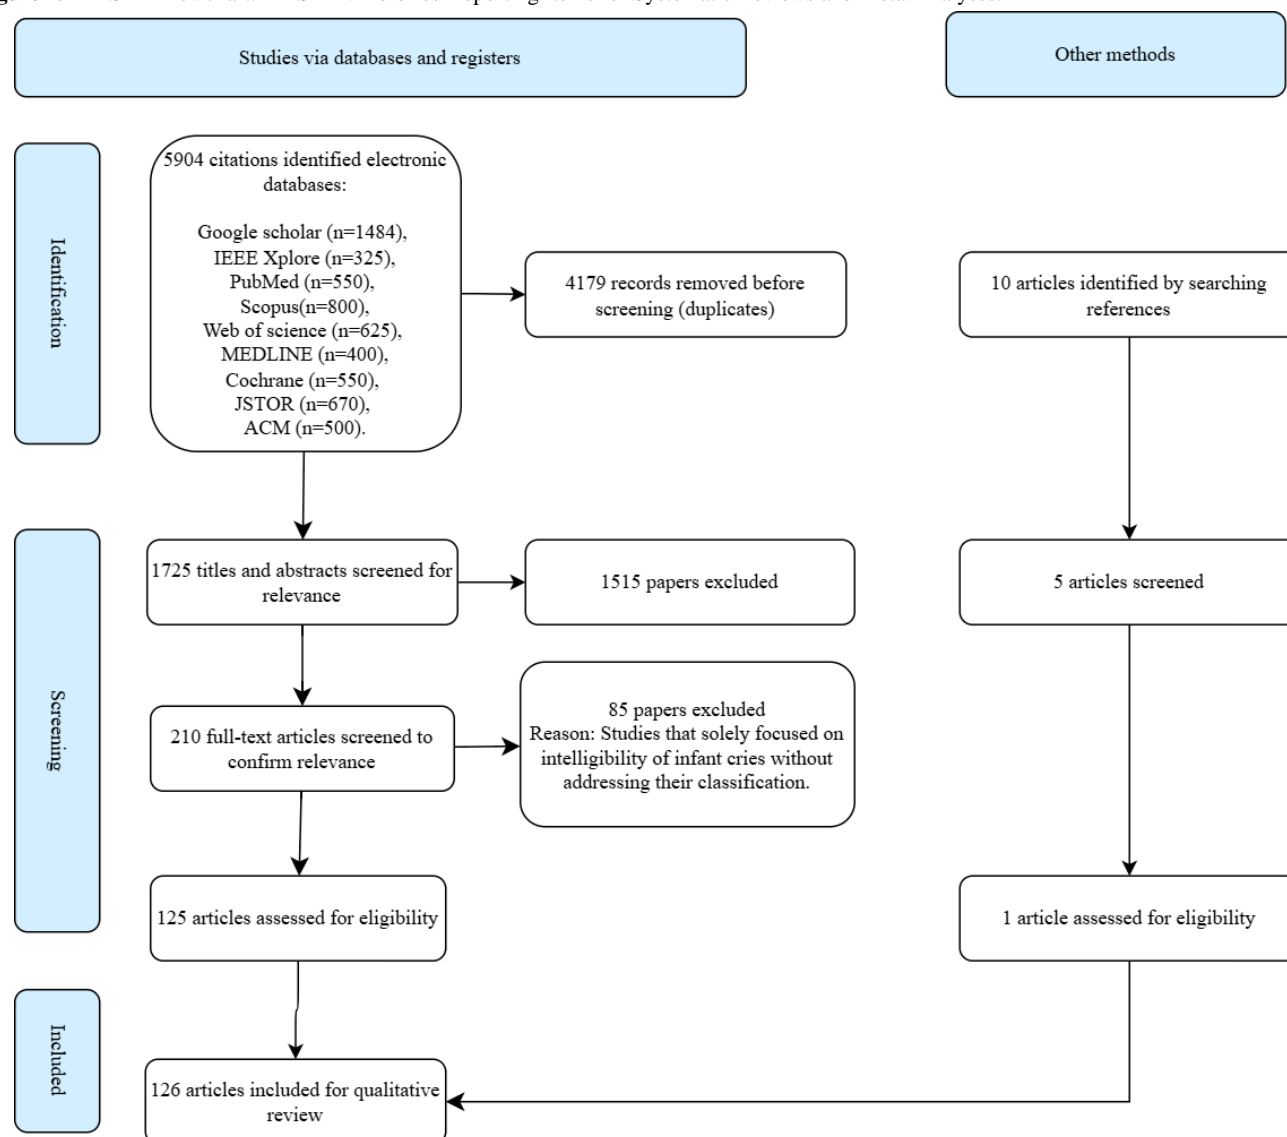 Studies via databases and registers
Other methods
Identification
5904 citations identified electronic
databases:
Google scholar (n=1484),
IEEE Xplore (n=325),
PubMed (n=550),
Scopus(n=800),
Web of science (n=625),
MEDLINE (n=400),
Cochrane (n=550),
JSTOR (n=670),
ACM (n=500).
4179 records removed before
screening (duplicates)
10 articles identified by searching
references
Screening
1725 titles and abstracts screened for
relevance
1515 papers excluded
5 articles screened
210 full-text articles screened to
confirm relevance
85 papers excluded
Reason: Studies that solely focused on
intelligibility of infant cries without
addressing their classification.
125 articles assessed for eligibility
1 article assessed for eligibility
Included
126 articles included for qualitative
review